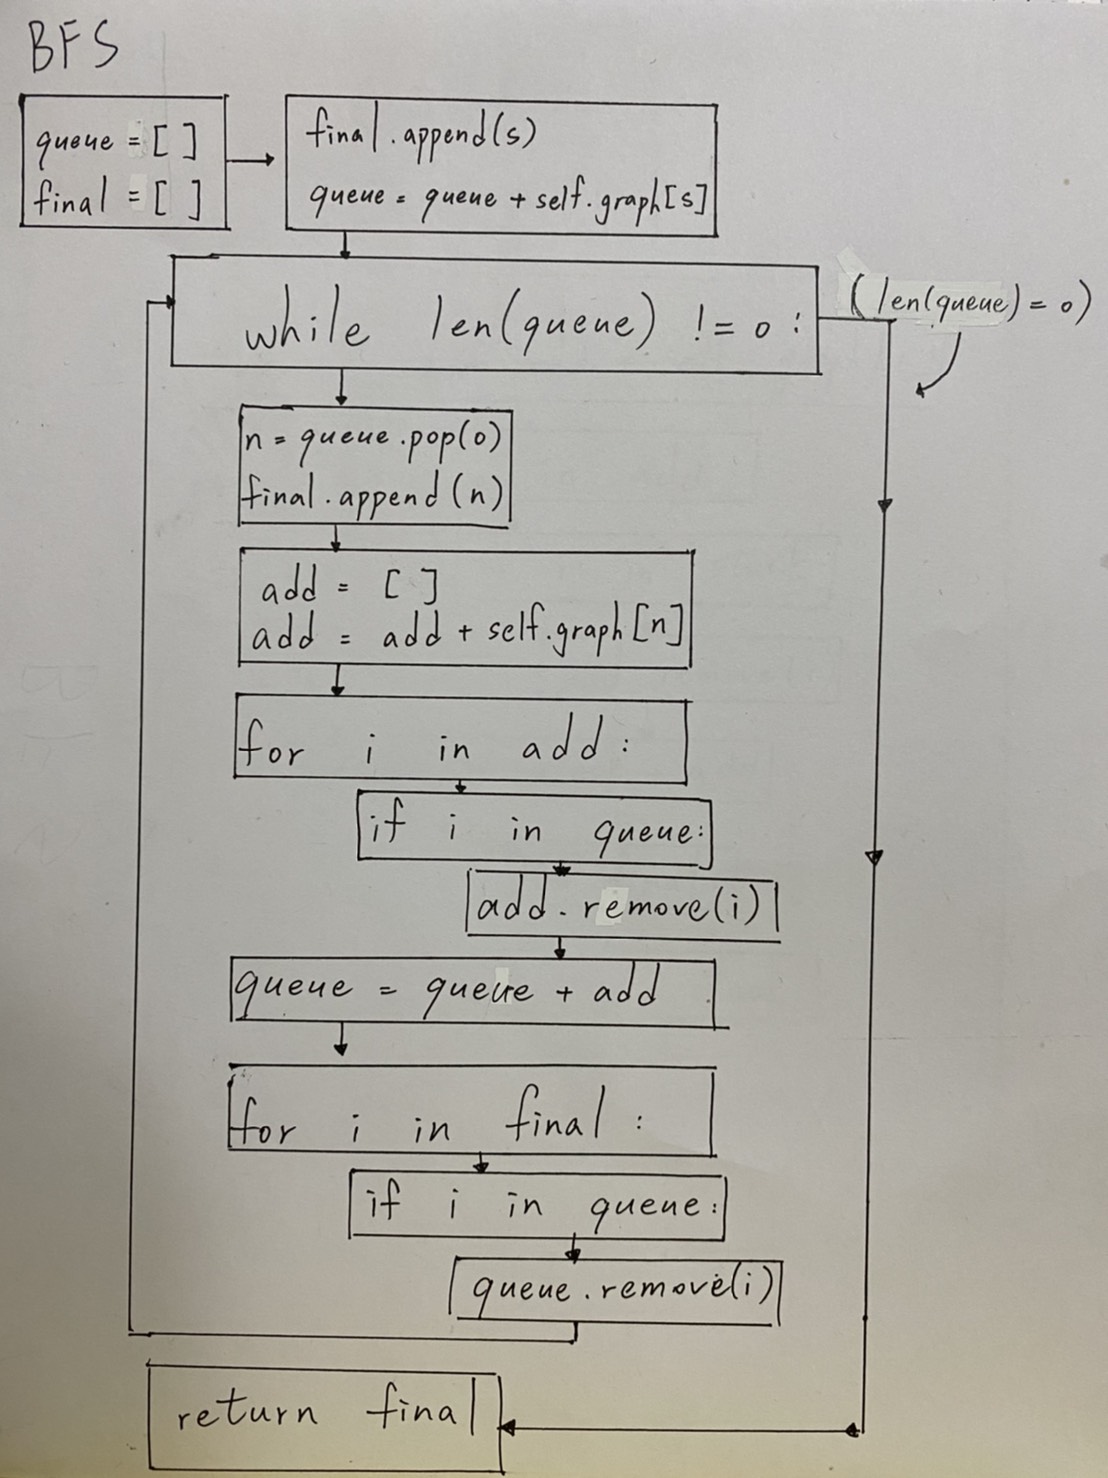 BFS
queue = [ ]
final = [ ]
final.append(s)
queue = queue + self.graph[s]
while len(queue) != 0 :
(len(queue) = 0)
n = queue.pop(0)
final.append(n)
add = [ ]
add = add + self.graph[n]
for i in add :
if i in queue:
add.remove(i)
queue = queue + add
for i in final :
if i in queue:
queue.remove(i)
return final